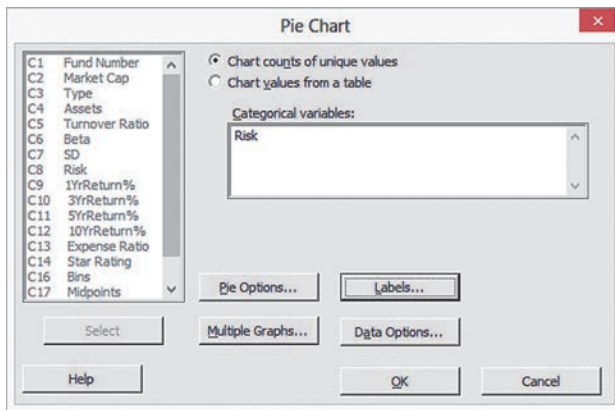 Pie Chart
C1 Fund Number
C2 Market Cap
C3 Type
C4 Assets
C5 Turnover Ratio
C6 Beta
C7 SD
C8 Risk
C9 1YrReturn%
C10 3YrReturn%
C11 5YrReturn%
C12 10YrReturn%
C13 Expense Ratio
C14 Star Rating
C16 Bins
C17 Midpoints
Chart counts of unique values
Chart values from a table
Categorical variables:
Risk
Pie Options...
Labels...
Select
Multiple Graphs...
Data Options...
Help
OK
Cancel